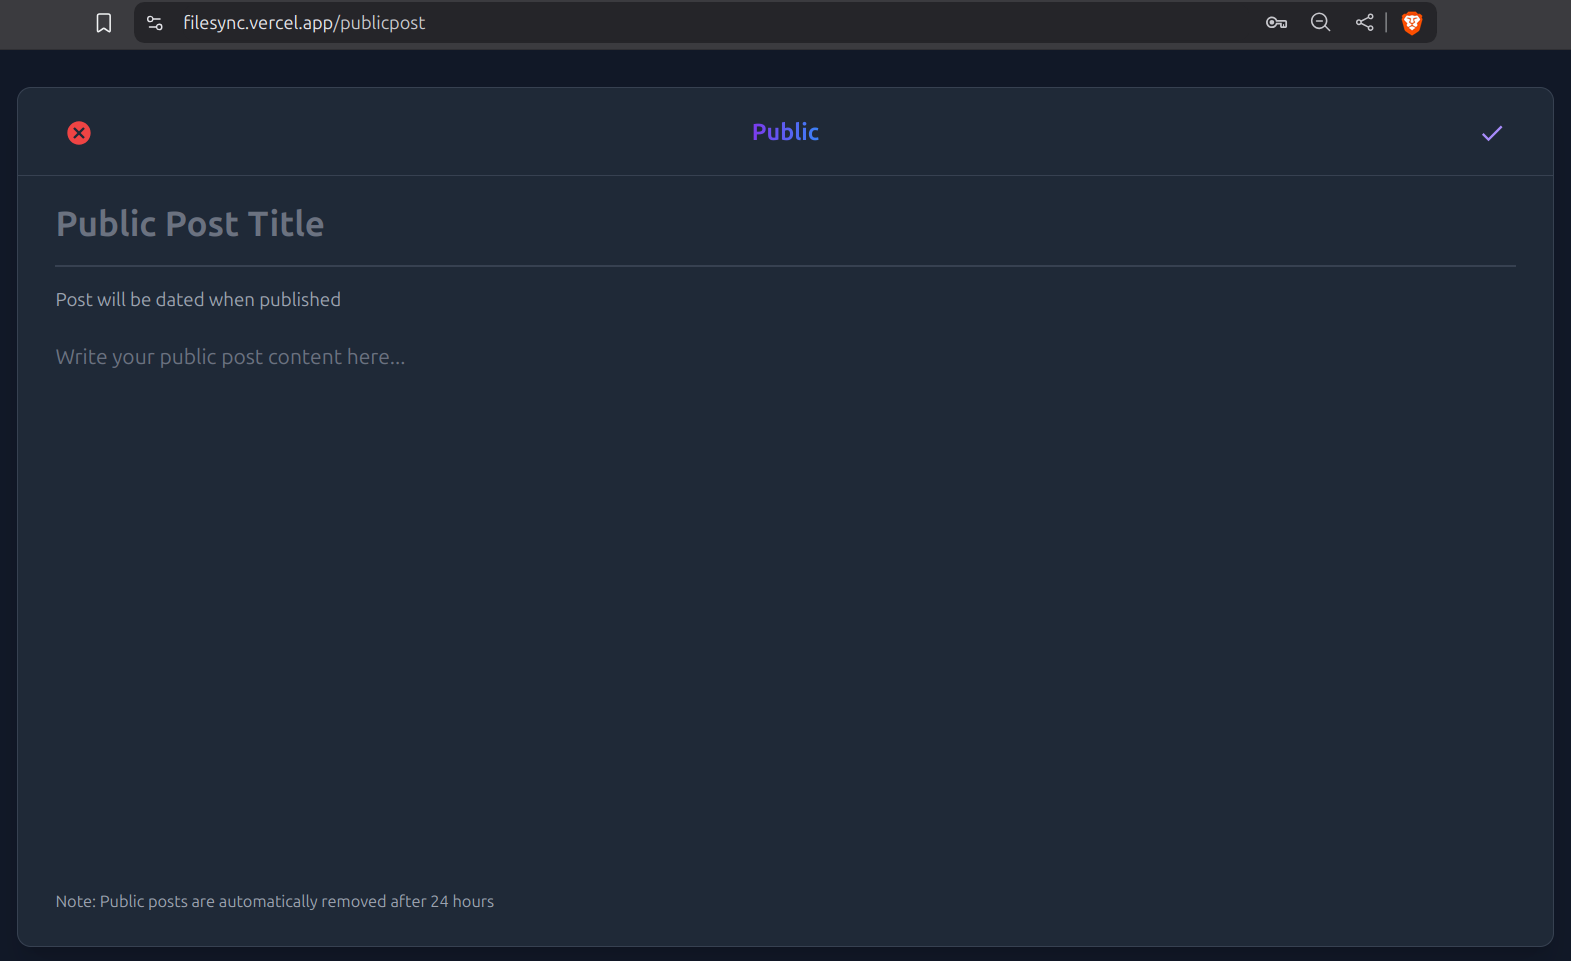 filesync.vercel.app/publicpost
Public
Public Post Title
Post will be dated when published
Write your public post content here...
Note: Public posts are automatically removed after 24 hours